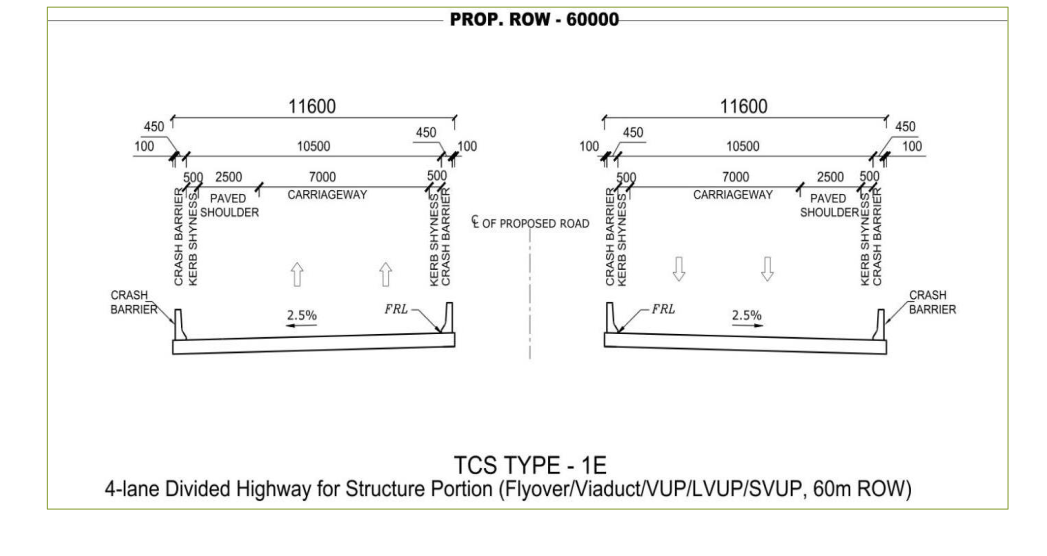 PROP. ROW - 60000
11600
11600
450
450
450
450
100
10500
100
100
10500
100
500
2500
7000
500
500
7000
2500
500
CRASH BARRIER
KERB SHYNESS
PAVED
SHOULDER
CARRIAGEWAY
KERB SHYNESS
CRASH BARRIER
℄ OF PROPOSED ROAD
CRASH BARRIER
KERB SHYNESS
CARRIAGEWAY
PAVED
SHOULDER
KERB SHYNESS
CRASH BARRIER
CRASH
BARRIER
2.5%
FRL
FRL
2.5%
CRASH
BARRIER
TCS TYPE - 1E
4-lane Divided Highway for Structure Portion (Flyover/Viaduct/VUP/LVUP/SVUP, 60m ROW)